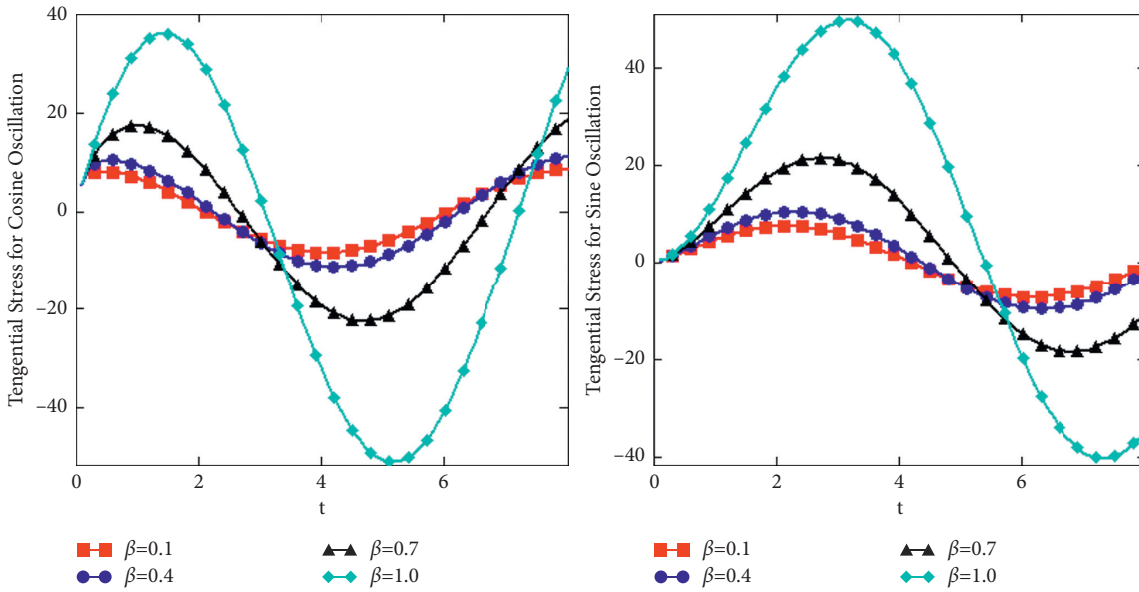 Tengential Stress for Cosine Oscillation
40
20
0
−20
−40
0 2 4 6
t
β=0.1 β=0.7
β=0.4 β=1.0
Tengential Stress for Sine Oscillation
40
20
0
−20
−40
0 2 4 6
t
β=0.1 β=0.7
β=0.4 β=1.0